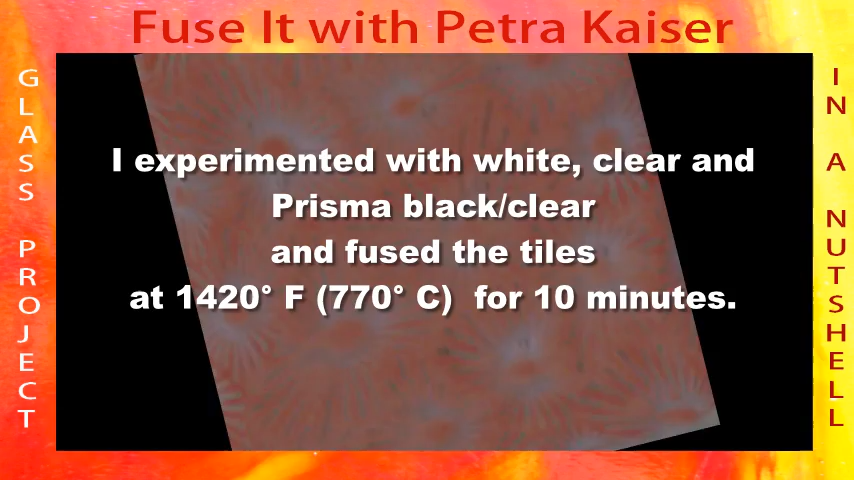 Fuse It with Petra Kaiser
GLASS PROJECT
I experimented with white, clear and
Prisma black/clear
and fused the tiles
at 1420° F (770° C)  for 10 minutes.
IN A NUTSHELL